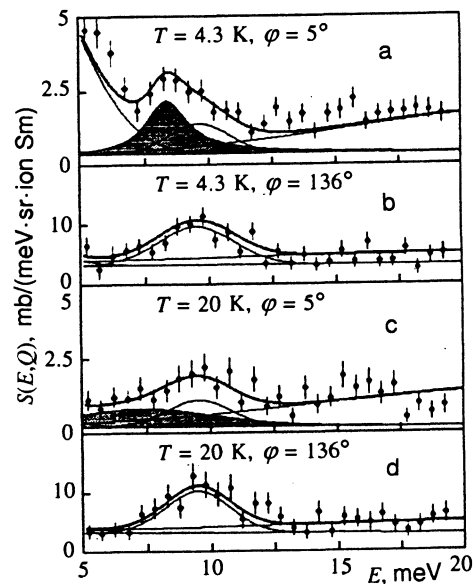 T = 4.3 K, φ = 5°
a
5
2.5
0
T = 4.3 K, φ = 136°
b
10
0
T = 20 K, φ = 5°
c
5
2.5
0
T = 20 K, φ = 136°
d
10
0
5 10 15 20
E, meV
S(E,Q), mb/(meV·sr·ion Sm)